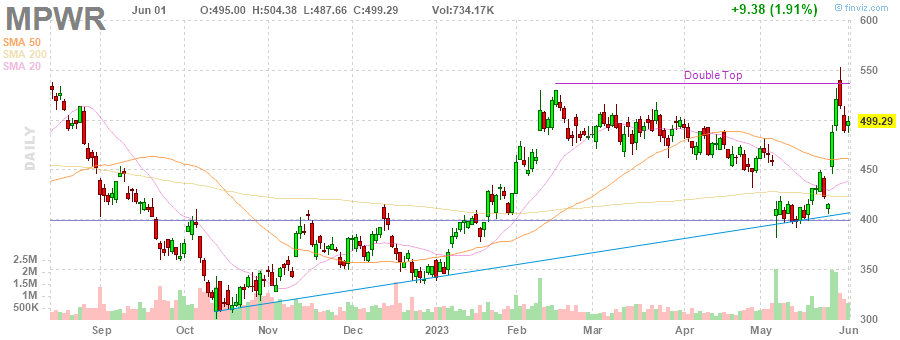 MPWR Jun 01 O:495.00 H:504.38 L:487.66 C:499.29 Vol:734.17K +9.38 (1.91%) finviz.com
SMA 50
SMA 200
SMA 20
DAILY
Double Top
600
550
500
499.29
450
400
350
300
2.5M
2M
1.5M
1M
500K
Sep Oct Nov Dec 2023 Feb Mar Apr May Jun